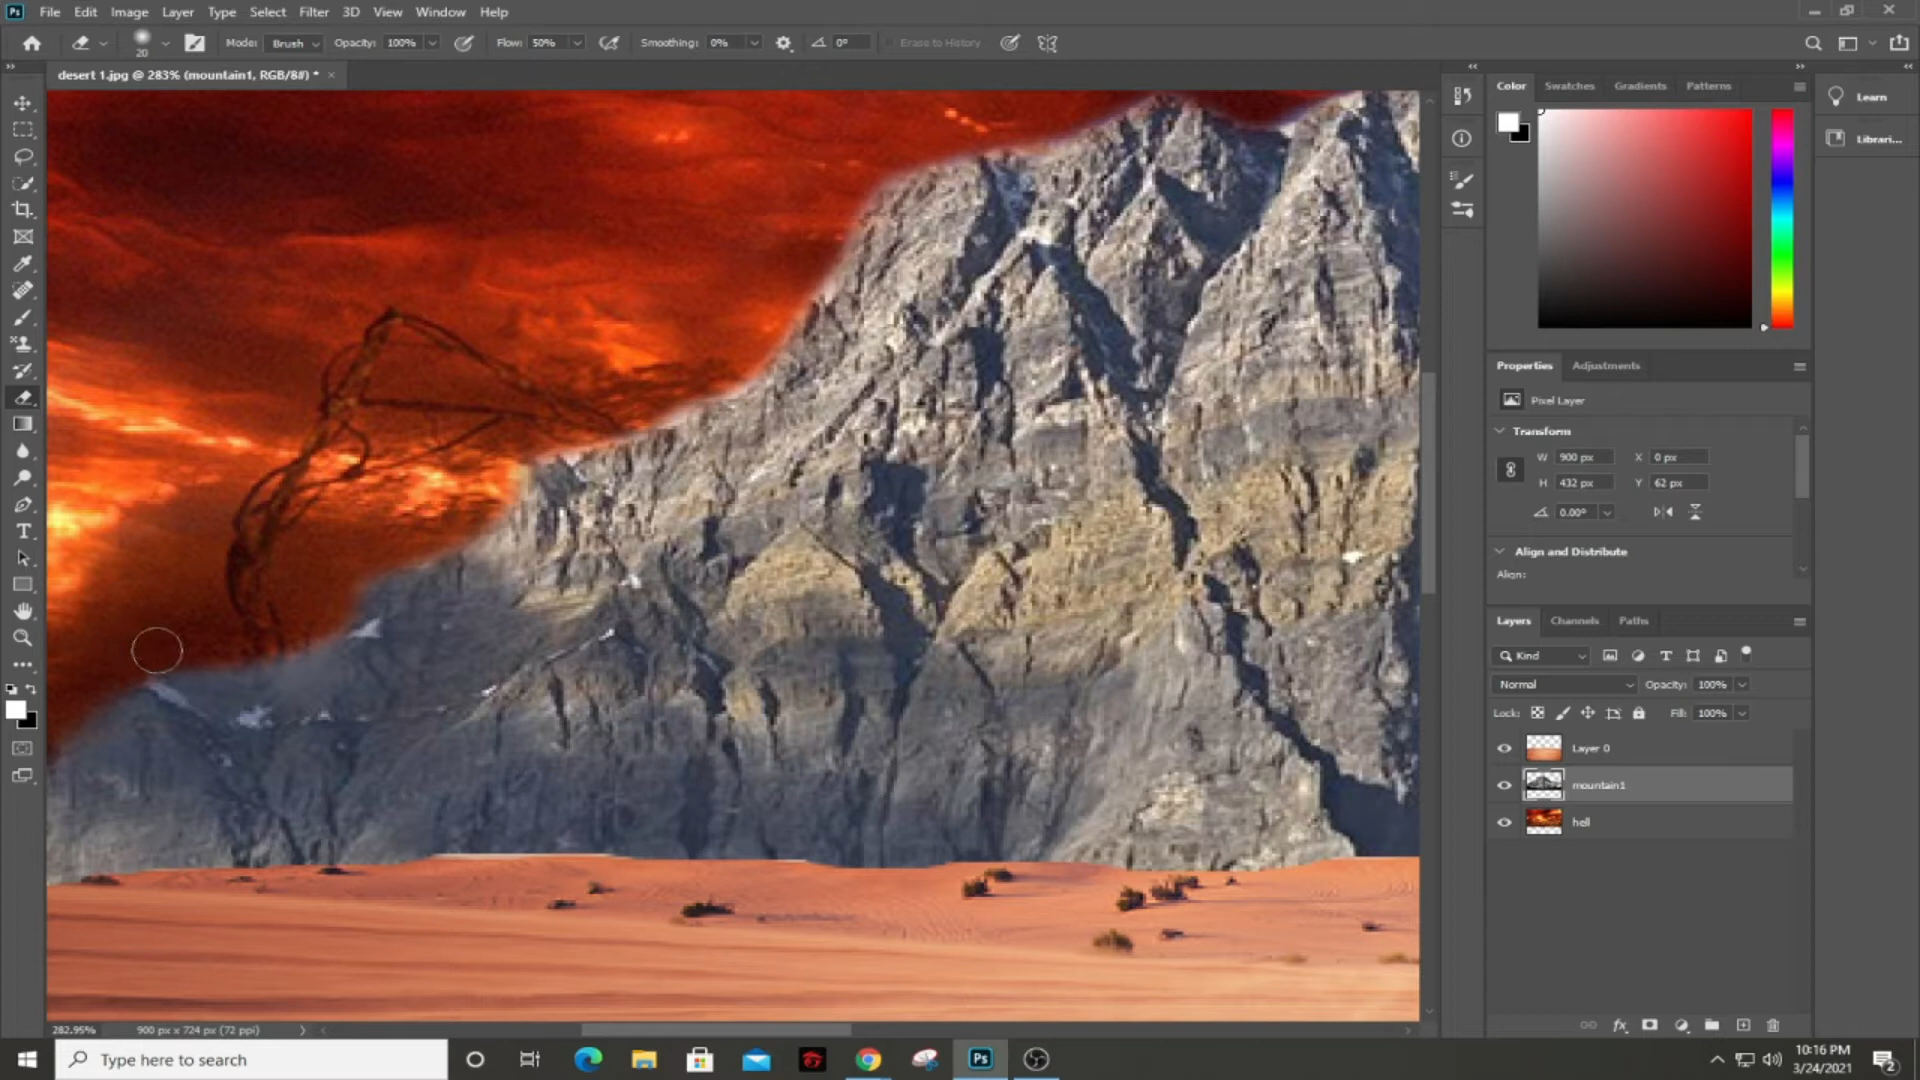 Ps File Edit Image Layer Type Select Filter 3D View Window Help
20 Mode: Brush Opacity: 100% Flow: 50% Smoothing: 0% 0° Erase to History
desert 1.jpg @ 283% (mountain1, RGB/8#) * ×
Color Swatches Gradients Patterns
Learn
Librari...
Properties Adjustments
Pixel Layer
Transform
W 900 px X 0 px
H 432 px Y 62 px
0.00°
Align and Distribute
Align:
Layers Channels Paths
Kind
Normal Opacity: 100%
Lock: Fill: 100%
Layer 0
mountain1
hell
282.95% 900 px x 724 px (72 ppi)
Type here to search
Ps
10:16 PM
3/24/2021
2